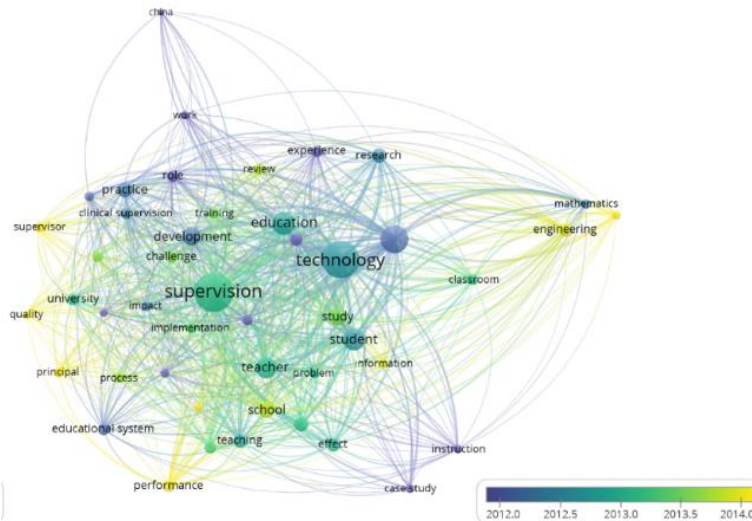 china
work
experience
research
review
role
practice
mathematics
clinical supervision
training
supervisor
education
engineering
development
challenge
technology
classroom
supervision
university
impact
quality
study
implementation
student
information
principal
process
teacher
problem
school
educational system
teaching
effect
instruction
performance
case study
2012.0 2012.5 2013.0 2013.5 2014.0